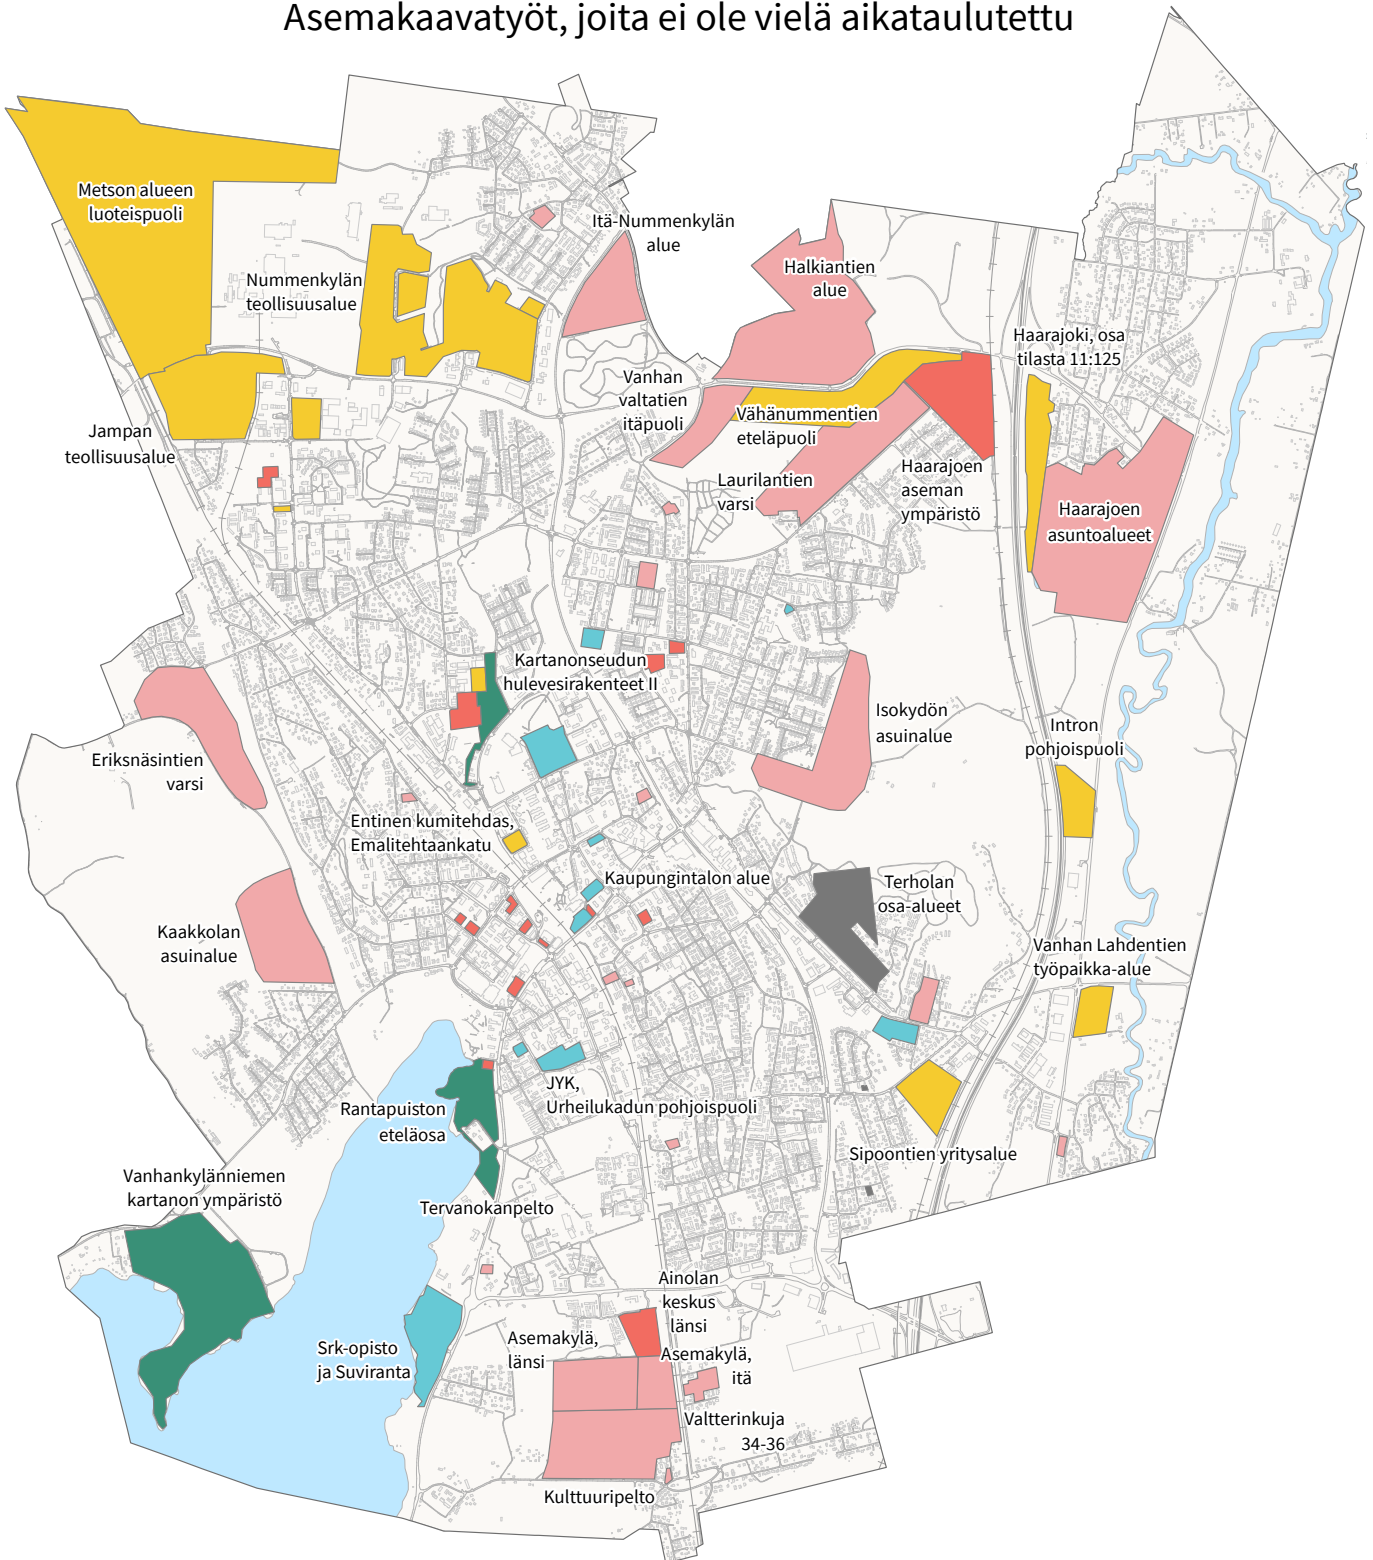 Asemakaavatyöt, joita ei ole vielä aikataulutettu
Metson alueen
luoteispuoli
Itä-Nummenkylän
alue
Nummenkylän
teollisuusalue
Halkiantien
alue
Haarajoki, osa
tilasta 11:125
Vanhan
valtatien
itäpuoli
Vähänummentien
eteläpuoli
Jampan
teollisuusalue
Laurilantien
varsi
Haarajoen
aseman
ympäristö
Haarajoen
asuntoalueet
Kartanonseudun
hulevesirakenteet II
Isokydön
asuinalue
Intron
pohjoispuoli
Eriksnäsintien
varsi
Entinen kumitehdas,
Emalitehtaankatu
Kaupungintalon alue
Terholan
osa-alueet
Kaakkolan
asuinalue
Vanhan Lahdentien
työpaikka-alue
JYK,
Urheilukadun pohjoispuoli
Rantapuiston
eteläosa
Sipoontien yritysalue
Vanhankylänniemen
kartanon ympäristö
Tervanokanpelto
Ainolan
keskus
länsi
Asemakylä,
länsi
Srk-opisto
ja Suviranta
Asemakylä,
itä
Valtterinkuja
34-36
Kulttuuripelto